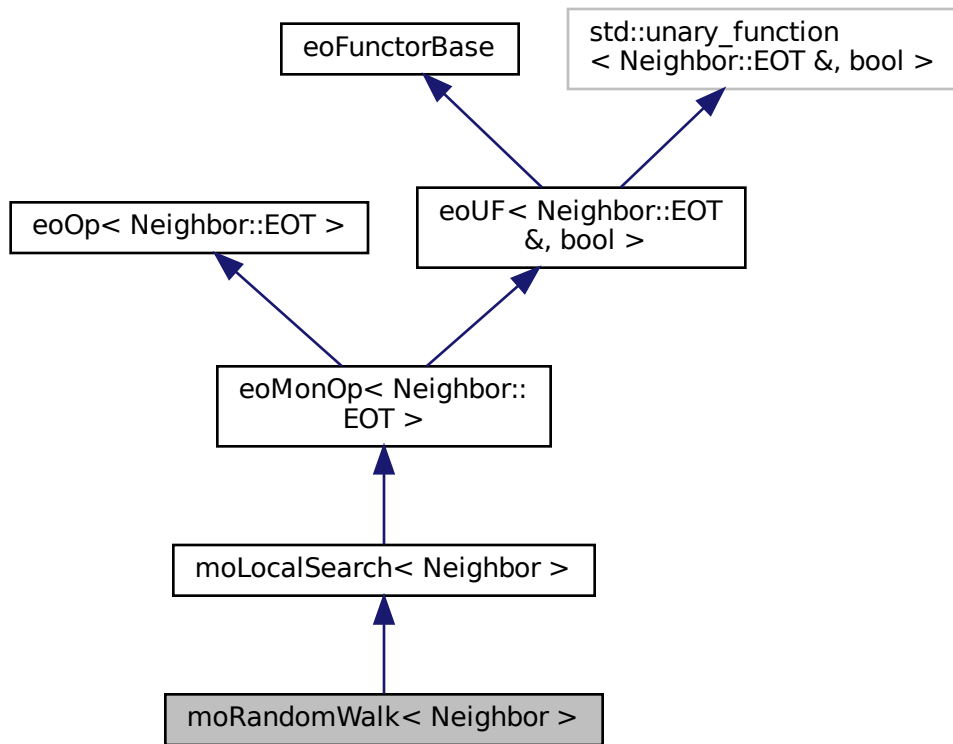 eoFunctorBase
std::unary_function
< Neighbor::EOT &, bool >
eoOp< Neighbor::EOT >
eoUF< Neighbor::EOT
&, bool >
eoMonOp< Neighbor::
EOT >
moLocalSearch< Neighbor >
moRandomWalk< Neighbor >